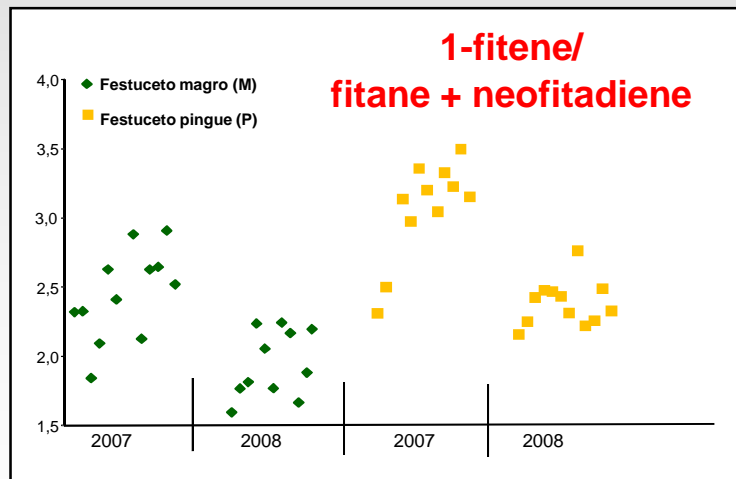 1-fitene/
fitane + neofitadiene
4,0
Festuceto magro (M)
Festuceto pingue (P)
3,5
3,0
2,5
2,0
1,5
2007 2008 2007 2008